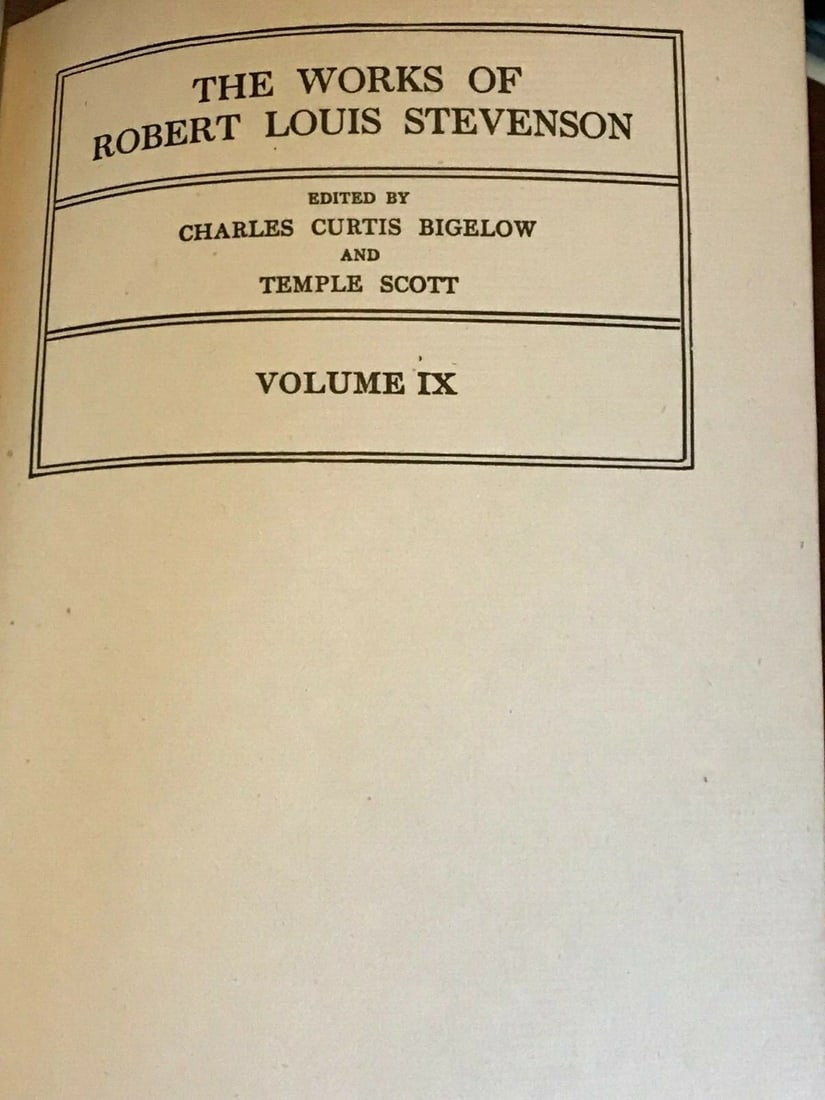 THE WORKS OF
ROBERT LOUIS STEVENSON
EDITED BY
CHARLES CURTIS BIGELOW
AND
TEMPLE SCOTT
VOLUME IX